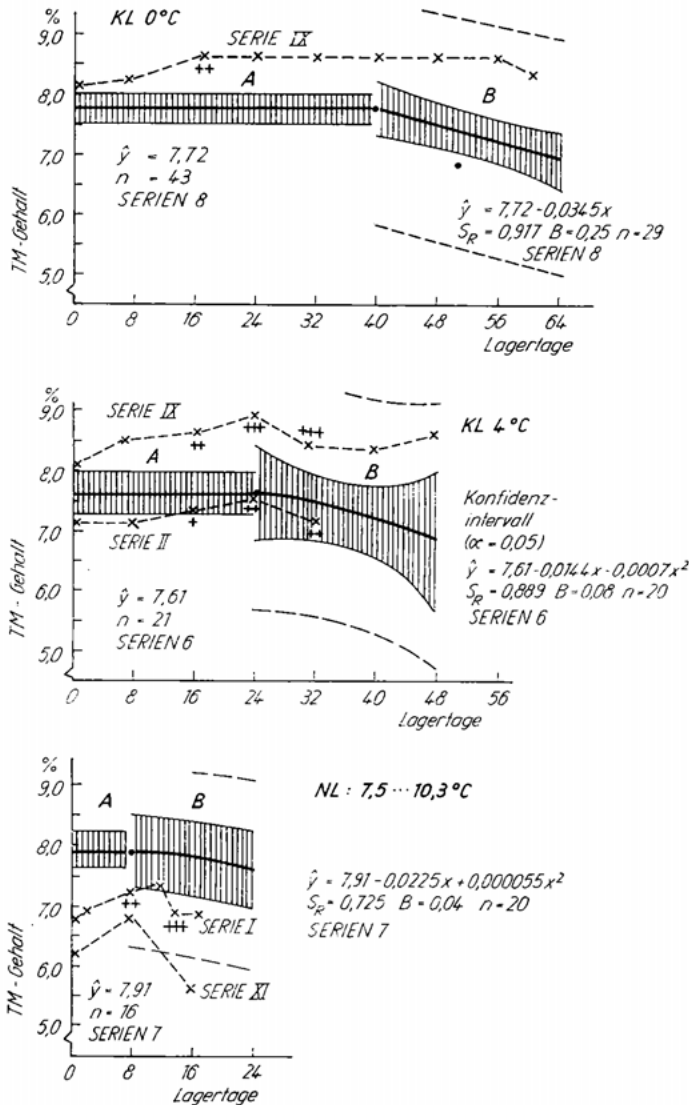 %
KL 0°C
9,0
SERIE IX
++
A
B
8,0
7,0
6,0
5,0
0
TM-Gehalt
ŷ = 7,72
n = 43
SERIEN 8
ŷ = 7,72-0,0345x
S_R = 0,917 B=0,25 n=29
SERIEN 8
0 8 16 24 32 40 48 56 64
Lagertage
%
9,0
SERIE IX
++ +++ +++
KL 4°C
A
B
8,0
7,0
6,0
5,0
0
TM-Gehalt
SERIE II
+ ++ ++
Konfidenz-
intervall
(α = 0,05)
ŷ = 7,61-0,0144x-0,0007x²
S_R = 0,889 B=0,08 n=20
SERIEN 6
ŷ = 7,61
n = 21
SERIEN 6
0 8 16 24 32 40 48 56
Lagertage
%
9,0
A
B
NL: 7,5 ··· 10,3°C
8,0
7,0
6,0
5,0
0
TM-Gehalt
++
+++
SERIE I
SERIE XI
ŷ = 7,91-0,0225x+0,000055x²
S_R = 0,725 B=0,04 n=20
SERIEN 7
ŷ = 7,91
n = 16
SERIEN 7
0 8 16 24
Lagertage